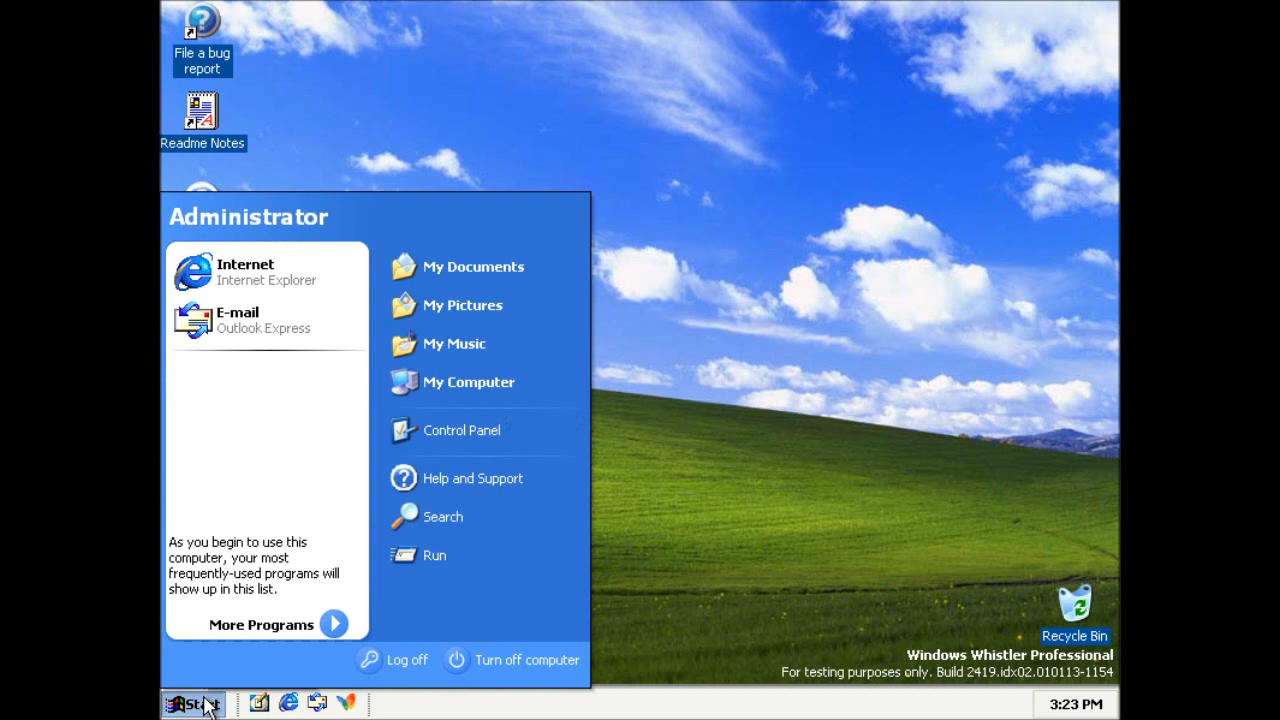 File a bug
report
Readme Notes
Administrator
Internet
Internet Explorer
E-mail
Outlook Express
As you begin to use this
computer, your most
frequently-used programs will
show up in this list.
More Programs
My Documents
My Pictures
My Music
My Computer
Control Panel
Help and Support
Search
Run
Log off
Turn off computer
Recycle Bin
Windows Whistler Professional
For testing purposes only. Build 2419.idx02.010113-1154
Start
3:23 PM